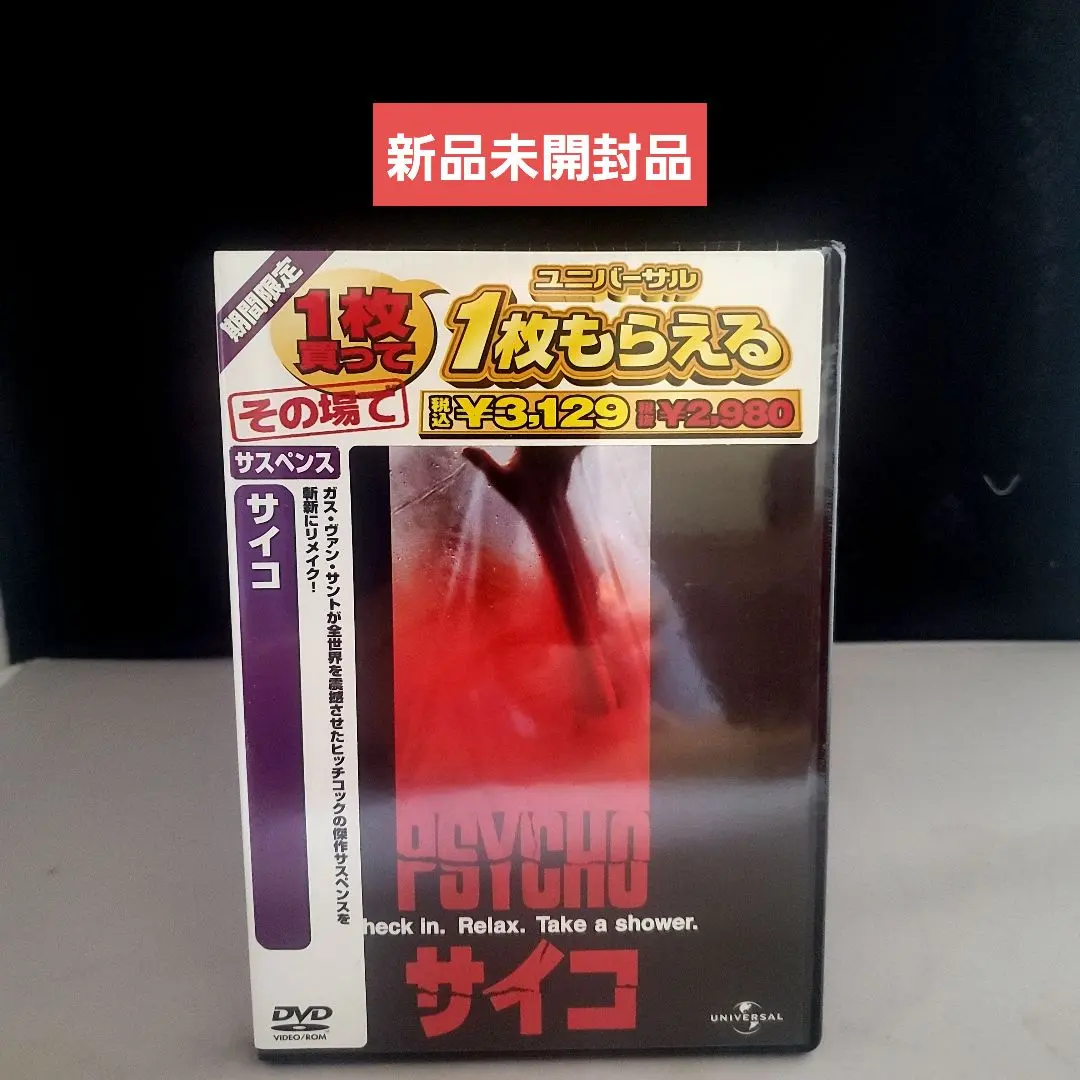 新品未開封品
期間限定
1枚
買って
その場で
ユニバーサル
1枚もらえる
税込¥3,129 税抜¥2,980
サスペンス
サイコ
ガス・ヴァン・サントが全世界を震撼させたヒッチコックの傑作サスペンスを
斬新にリメイク!
PSYCHO
heck in. Relax. Take a shower.
サイコ
DVD
VIDEO/ROM
UNIVERSAL